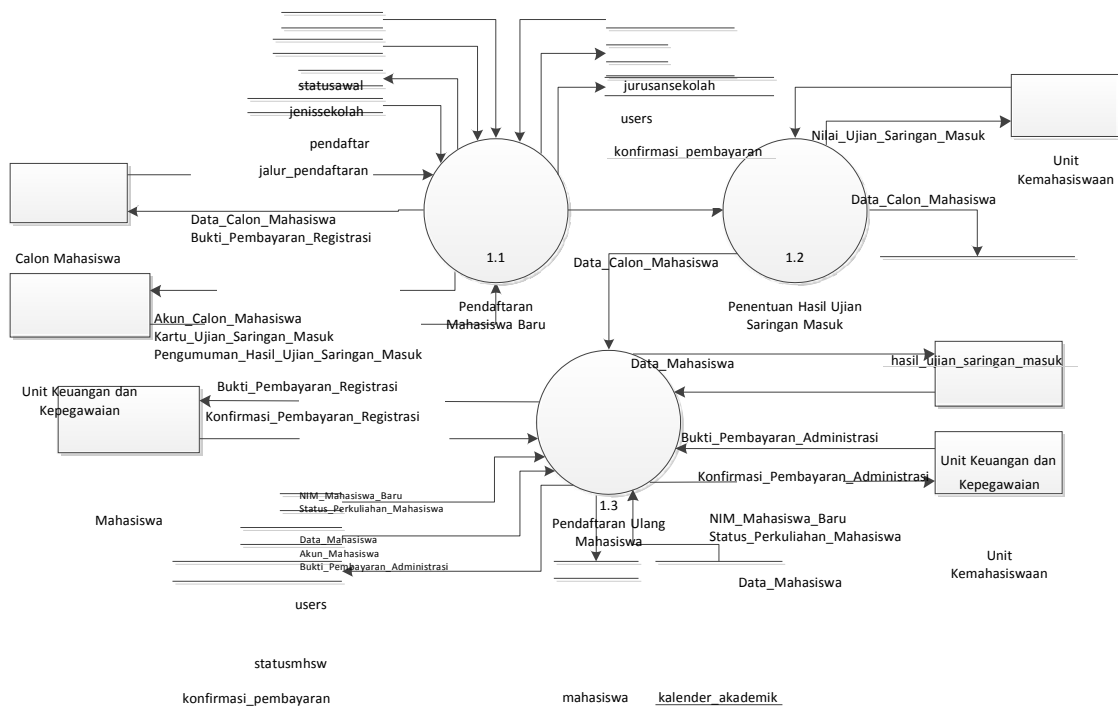 statusawal
jurusansekolah
jenissekolah
users
Nilai_Ujian_Saringan_Masuk
pendaftar
konfirmasi_pembayaran
Unit
Kemahasiswaan
jalur_pendaftaran
Data_Calon_Mahasiswa
Data_Calon_Mahasiswa
Bukti_Pembayaran_Registrasi
Calon Mahasiswa
1.1
Data_Calon_Mahasiswa
1.2
Pendaftaran
Mahasiswa Baru
Penentuan Hasil Ujian
Saringan Masuk
Akun_Calon_Mahasiswa
Kartu_Ujian_Saringan_Masuk
Pengumuman_Hasil_Ujian_Saringan_Masuk
Data_Mahasiswa
hasil_ujian_saringan_masuk
Unit Keuangan dan
Kepegawaian
Bukti_Pembayaran_Registrasi
Konfirmasi_Pembayaran_Registrasi
Bukti_Pembayaran_Administrasi
Unit Keuangan dan
Kepegawaian
Konfirmasi_Pembayaran_Administrasi
NIM_Mahasiswa_Baru
Status_Perkuliahan_Mahasiswa
1.3
Pendaftaran Ulang
Mahasiswa
NIM_Mahasiswa_Baru
Status_Perkuliahan_Mahasiswa
Mahasiswa
Data_Mahasiswa
Akun_Mahasiswa
Bukti_Pembayaran_Administrasi
Unit
Kemahasiswaan
Data_Mahasiswa
users
statusmhsw
konfirmasi_pembayaran
mahasiswa
kalender_akademik